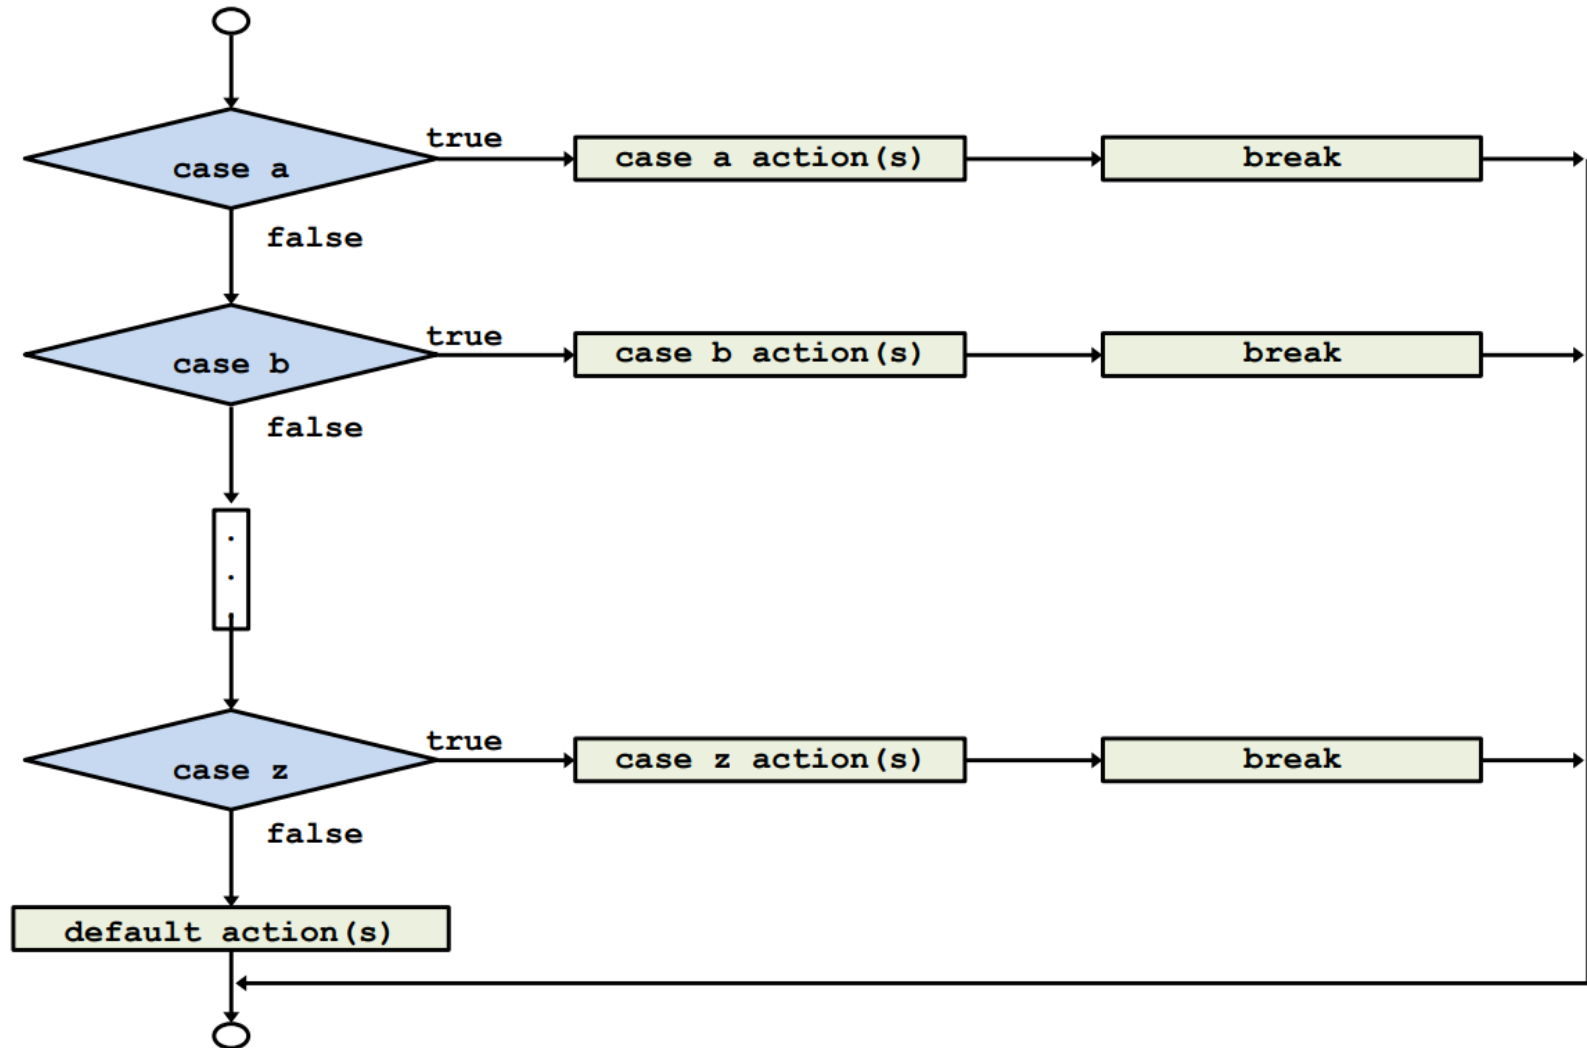 true
case a
case a action(s)
break
false
true
case b
case b action(s)
break
false
.
.
.
true
case z
case z action(s)
break
false
default action(s)